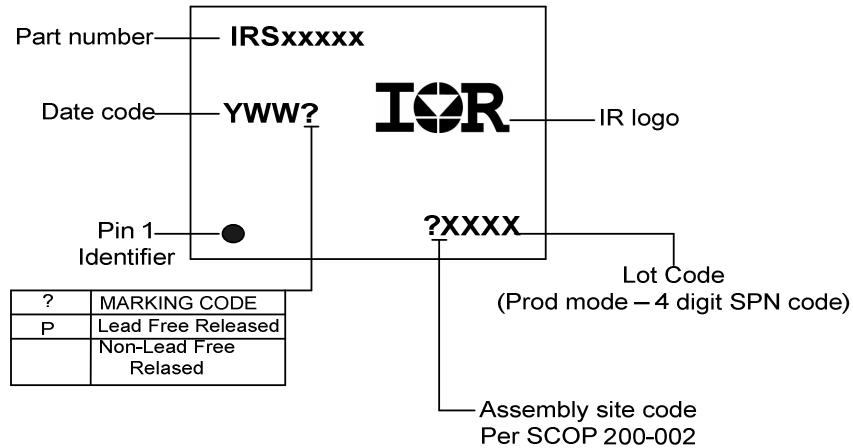 Part number
IRSxxxxx
Date code
YWW?
IOR
IR logo
Pin 1
Identifier
?XXXX
Lot Code
(Prod mode – 4 digit SPN code)
? MARKING CODE
P Lead Free Released
Non-Lead Free
Relased
Assembly site code
Per SCOP 200-002